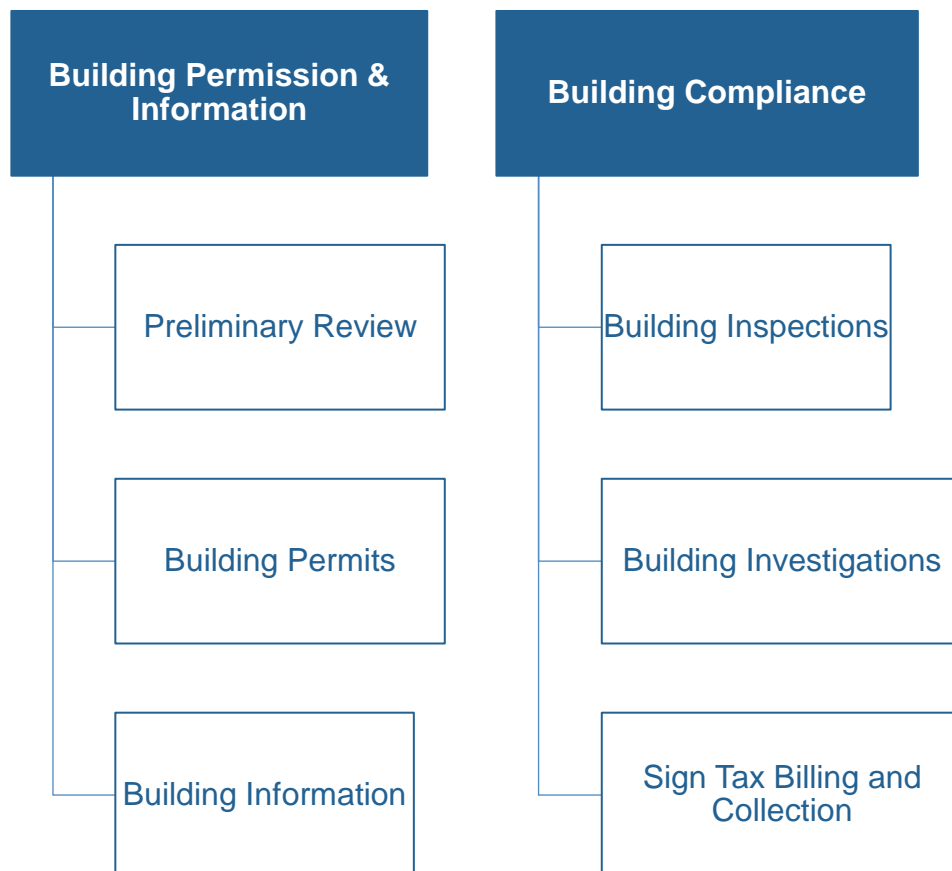 Building Permission &
Information
Preliminary Review
Building Permits
Building Information
Building Compliance
Building Inspections
Building Investigations
Sign Tax Billing and
Collection